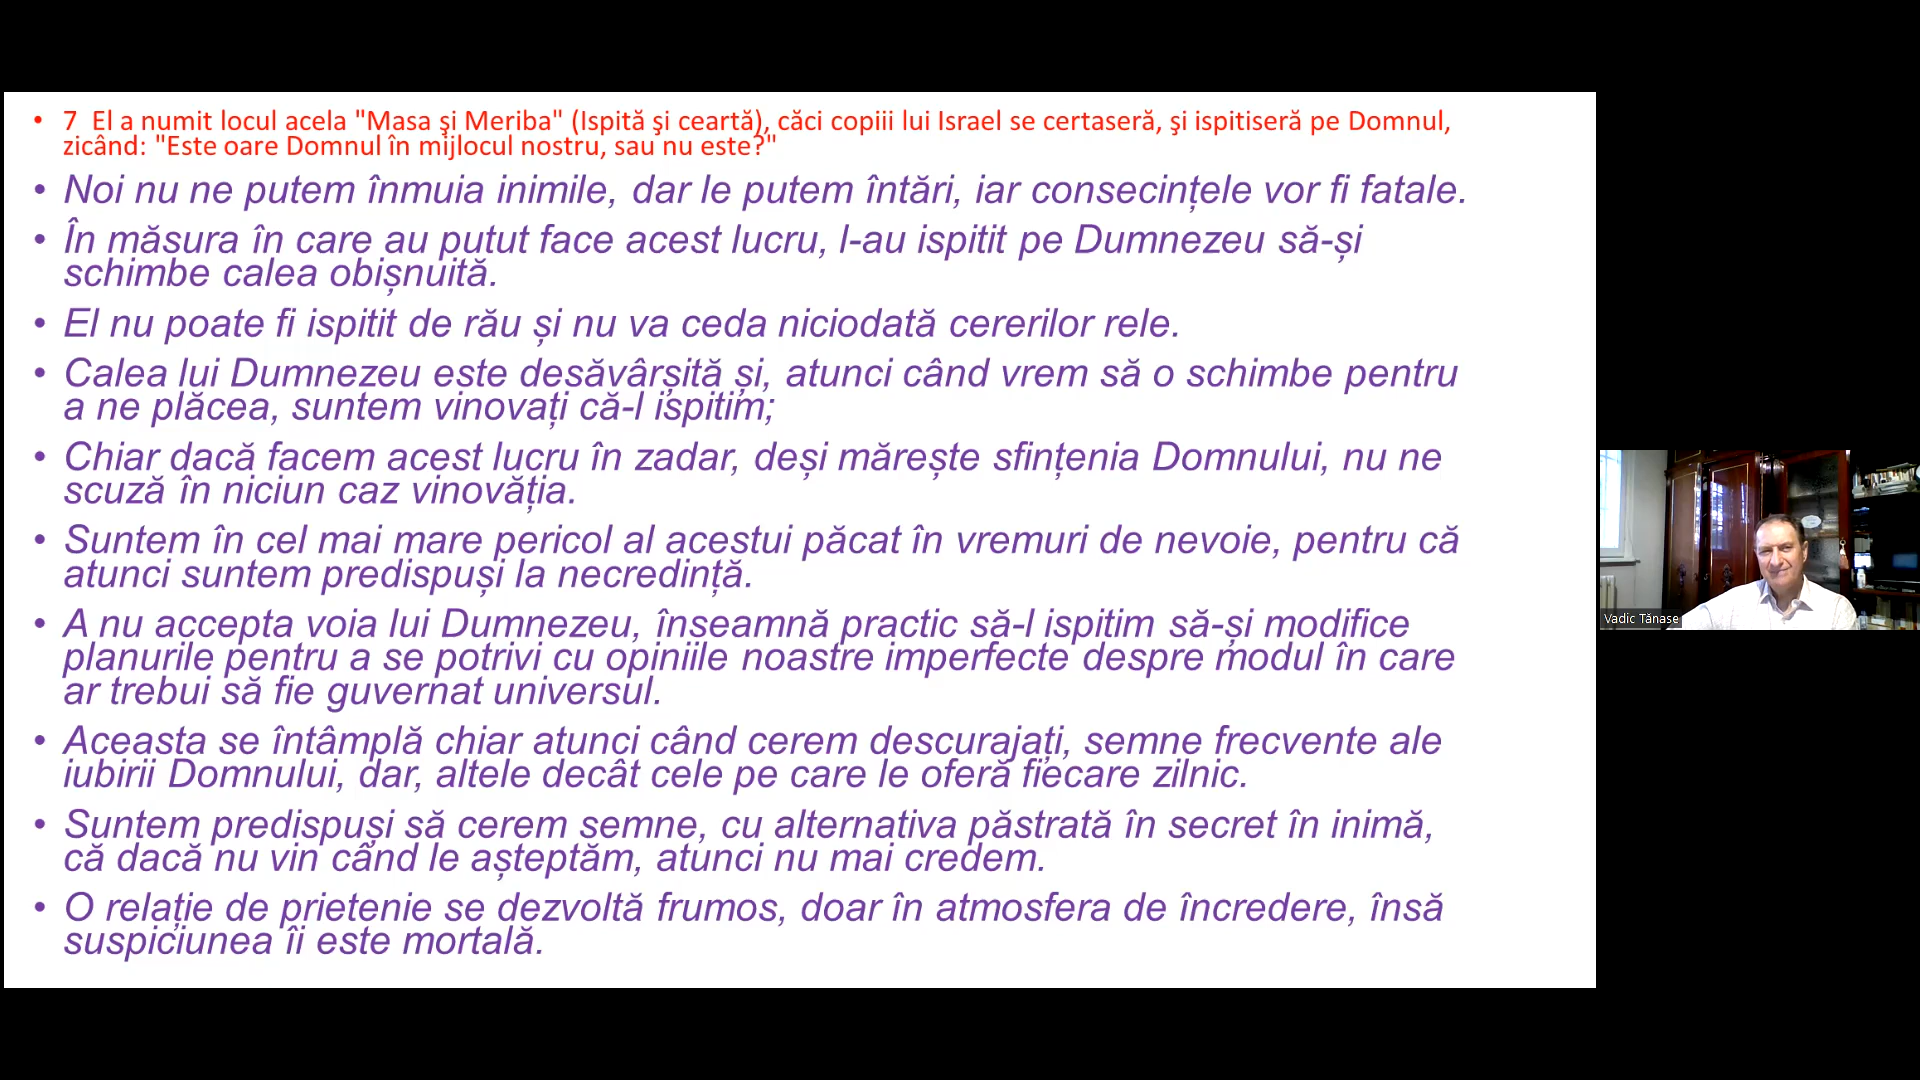 • 7  El a numit locul acela "Masa şi Meriba" (Ispită şi ceartă), căci copiii lui Israel se certaseră, şi ispitiseră pe Domnul,
zicând: "Este oare Domnul în mijlocul nostru, sau nu este?"
• Noi nu ne putem înmuia inimile, dar le putem întări, iar consecințele vor fi fatale.
• În măsura în care au putut face acest lucru, l-au ispitit pe Dumnezeu să-și
schimbe calea obișnuită.
• El nu poate fi ispitit de rău și nu va ceda niciodată cererilor rele.
• Calea lui Dumnezeu este desăvârșită și, atunci când vrem să o schimbe pentru
a ne plăcea, suntem vinovați că-l ispitim;
• Chiar dacă facem acest lucru în zadar, deși mărește sfințenia Domnului, nu ne
scuză în niciun caz vinovăția.
• Suntem în cel mai mare pericol al acestui păcat în vremuri de nevoie, pentru că
atunci suntem predispuși la necredință.
• A nu accepta voia lui Dumnezeu, înseamnă practic să-l ispitim să-și modifice
planurile pentru a se potrivi cu opiniile noastre imperfecte despre modul în care
ar trebui să fie guvernat universul.
• Aceasta se întâmplă chiar atunci când cerem descurajați, semne frecvente ale
iubirii Domnului, dar, altele decât cele pe care le oferă fiecare zilnic.
• Suntem predispuși să cerem semne, cu alternativa păstrată în secret în inimă,
că dacă nu vin când le așteptăm, atunci nu mai credem.
• O relație de prietenie se dezvoltă frumos, doar în atmosfera de încredere, însă
suspiciunea îi este mortală.
Vadic Tănase